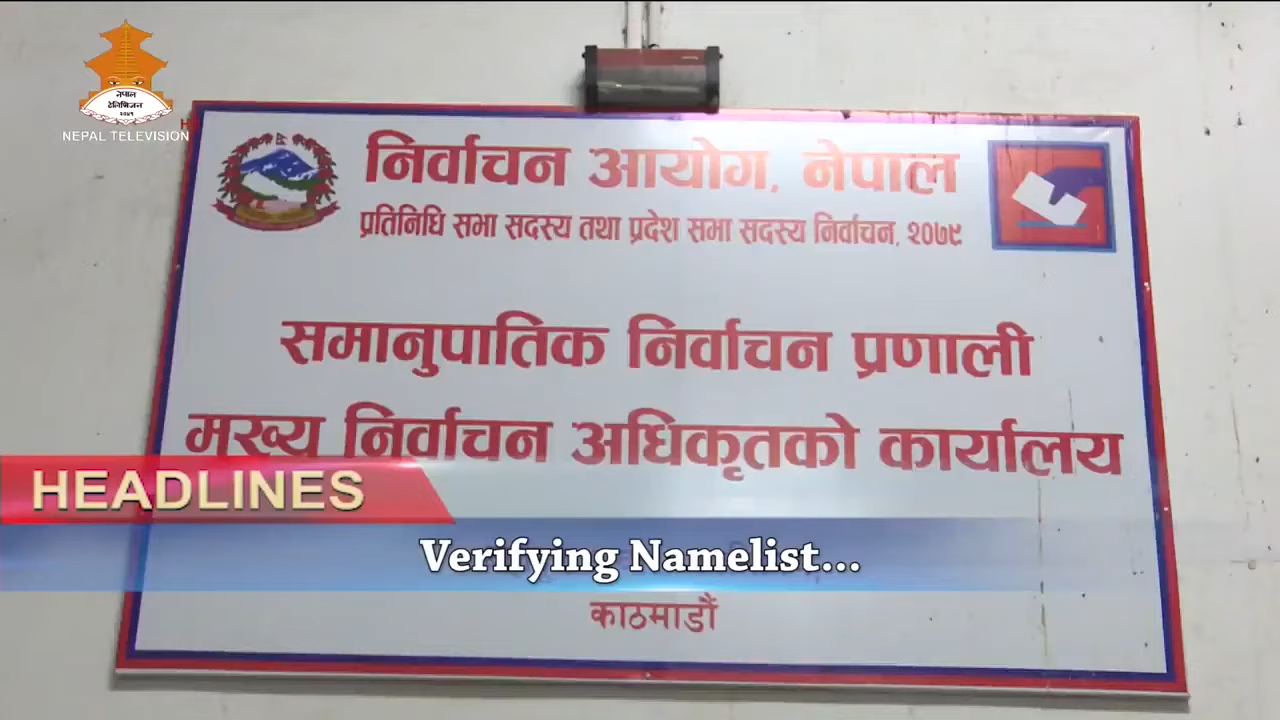 नेपाल
टेलिभिजन
२०४१
NEPAL TELEVISION
निर्वाचन आयोग, नेपाल
प्रतिनिधि सभा सदस्य तथा प्रदेश सभा सदस्य निर्वाचन, २०७९
समानुपातिक निर्वाचन प्रणाली
मुख्य निर्वाचन अधिकृतको कार्यालय
HEADLINES
Verifying Namelist...
काठमाडौं